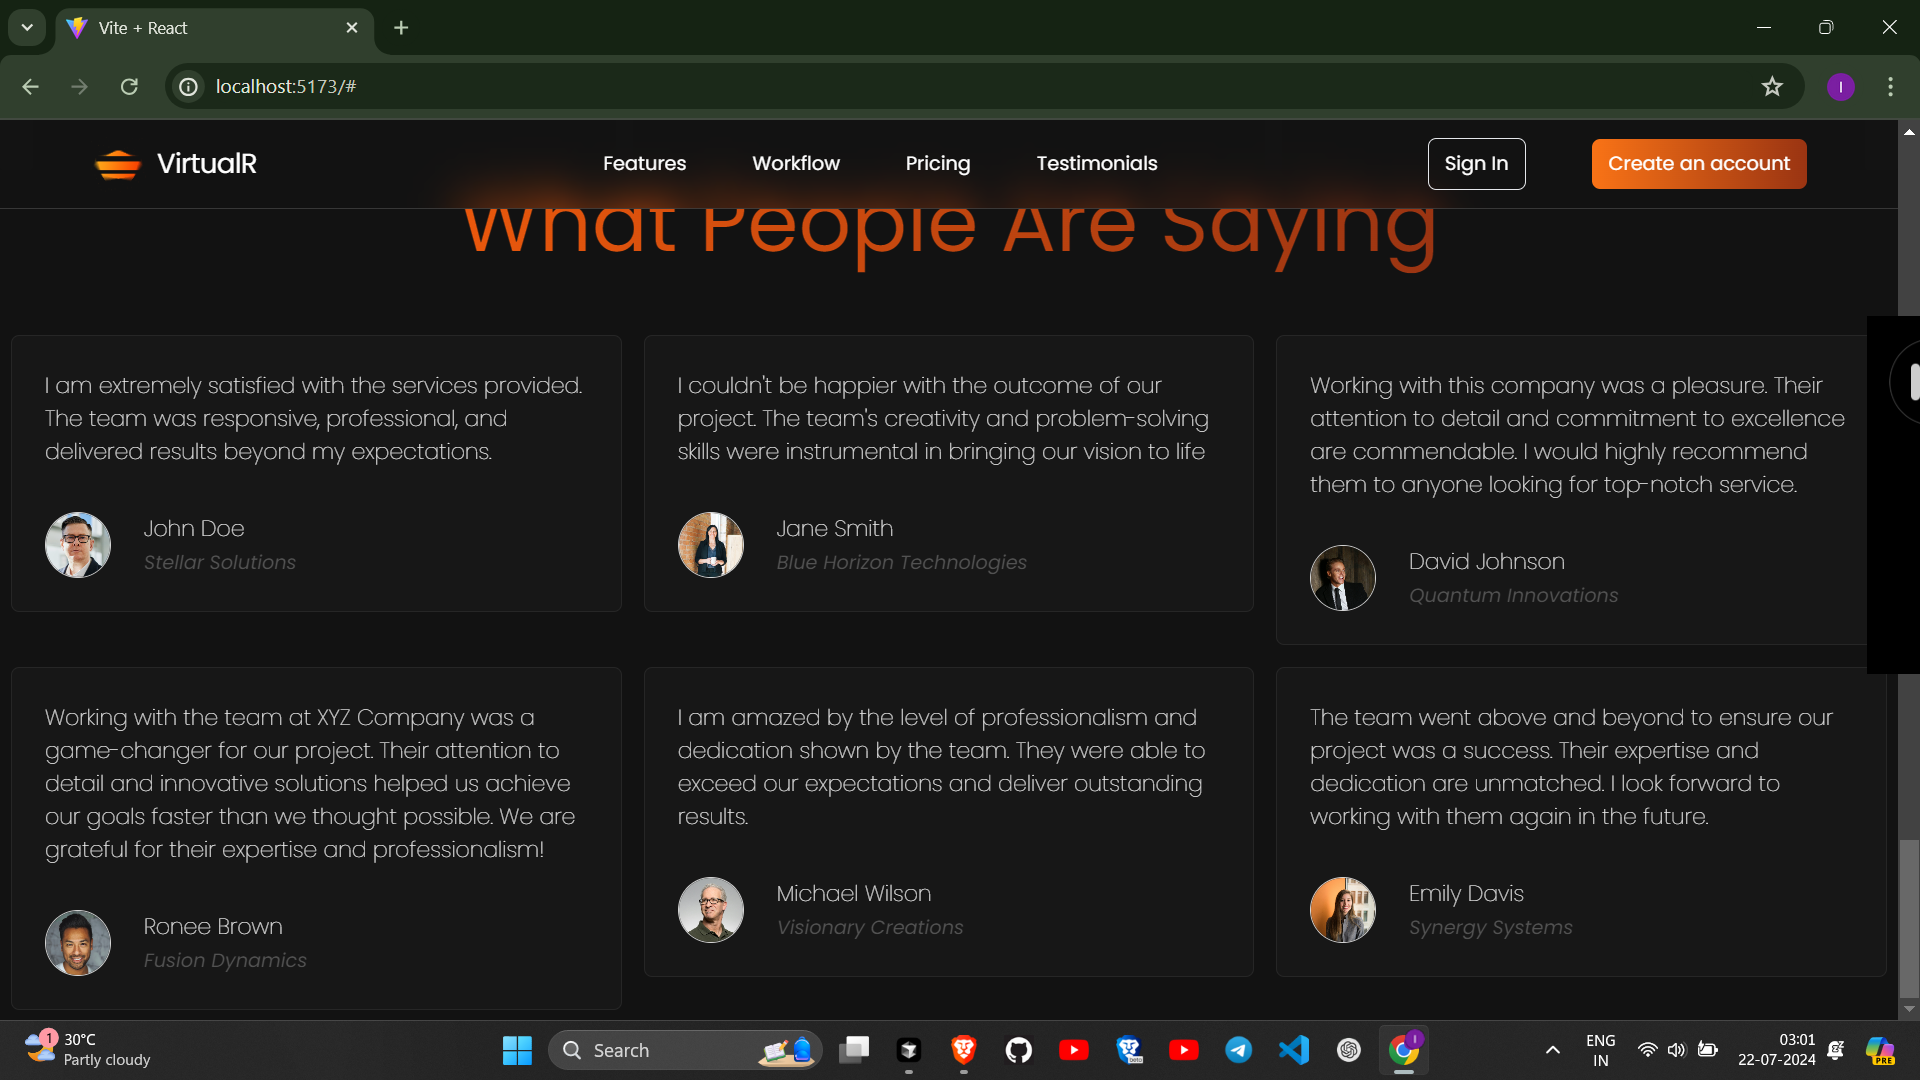 Vite + React
localhost:5173/#
I
VirtualR
Features
Workflow
Pricing
Testimonials
Sign In
Create an account
What People Are Saying
I am extremely satisfied with the services provided.
The team was responsive, professional, and
delivered results beyond my expectations.
John Doe
Stellar Solutions
I couldn't be happier with the outcome of our
project. The team's creativity and problem-solving
skills were instrumental in bringing our vision to life
Jane Smith
Blue Horizon Technologies
Working with this company was a pleasure. Their
attention to detail and commitment to excellence
are commendable. I would highly recommend
them to anyone looking for top-notch service.
David Johnson
Quantum Innovations
Working with the team at XYZ Company was a
game-changer for our project. Their attention to
detail and innovative solutions helped us achieve
our goals faster than we thought possible. We are
grateful for their expertise and professionalism!
Ronee Brown
Fusion Dynamics
I am amazed by the level of professionalism and
dedication shown by the team. They were able to
exceed our expectations and deliver outstanding
results.
Michael Wilson
Visionary Creations
The team went above and beyond to ensure our
project was a success. Their expertise and
dedication are unmatched. I look forward to
working with them again in the future.
Emily Davis
Synergy Systems
1
30°C
Partly cloudy
Search
beta
I
ENG
IN
03:01
22-07-2024
PRE